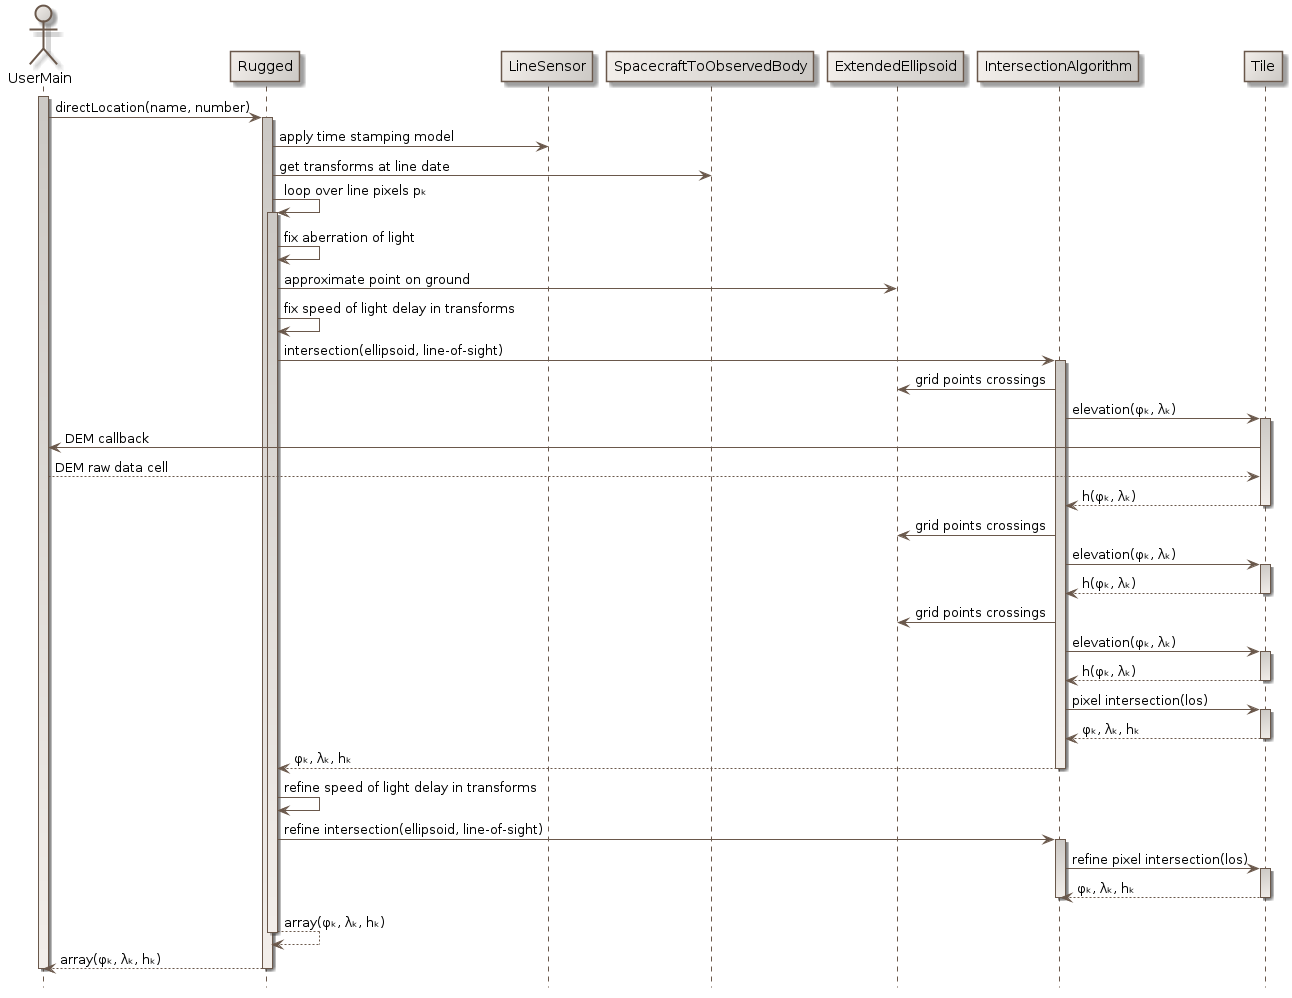 UserMain
Rugged
LineSensor
SpacecraftToObservedBody
ExtendedEllipsoid
IntersectionAlgorithm
Tile
directLocation(name, number)
apply time stamping model
get transforms at line date
loop over line pixels pₖ
fix aberration of light
approximate point on ground
fix speed of light delay in transforms
intersection(ellipsoid, line-of-sight)
grid points crossings
elevation(φₖ, λₖ)
DEM callback
DEM raw data cell
h(φₖ, λₖ)
grid points crossings
elevation(φₖ, λₖ)
h(φₖ, λₖ)
grid points crossings
elevation(φₖ, λₖ)
h(φₖ, λₖ)
pixel intersection(los)
φₖ, λₖ, hₖ
φₖ, λₖ, hₖ
refine speed of light delay in transforms
refine intersection(ellipsoid, line-of-sight)
refine pixel intersection(los)
φₖ, λₖ, hₖ
array(φₖ, λₖ, hₖ)
array(φₖ, λₖ, hₖ)